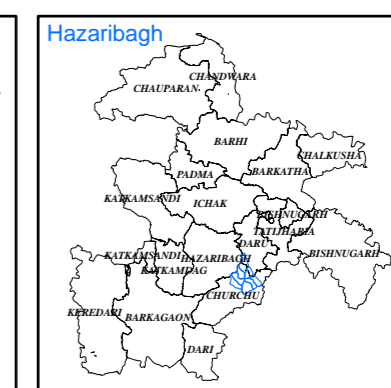 Hazaribagh
CHANDWARA
CHAUPARAN
BARHI
CHALKUSHA
PADMA
BARKATHA
KATKAMSANDI
ICHAK
BISHNUGARH
TATIJHARIA
DARU
BISHNUGARH
KATKAMSANDI
HAZARIBAGH
KATKAMDAG
CHURCHU
KEREDARI
BARKAGAON
DARI